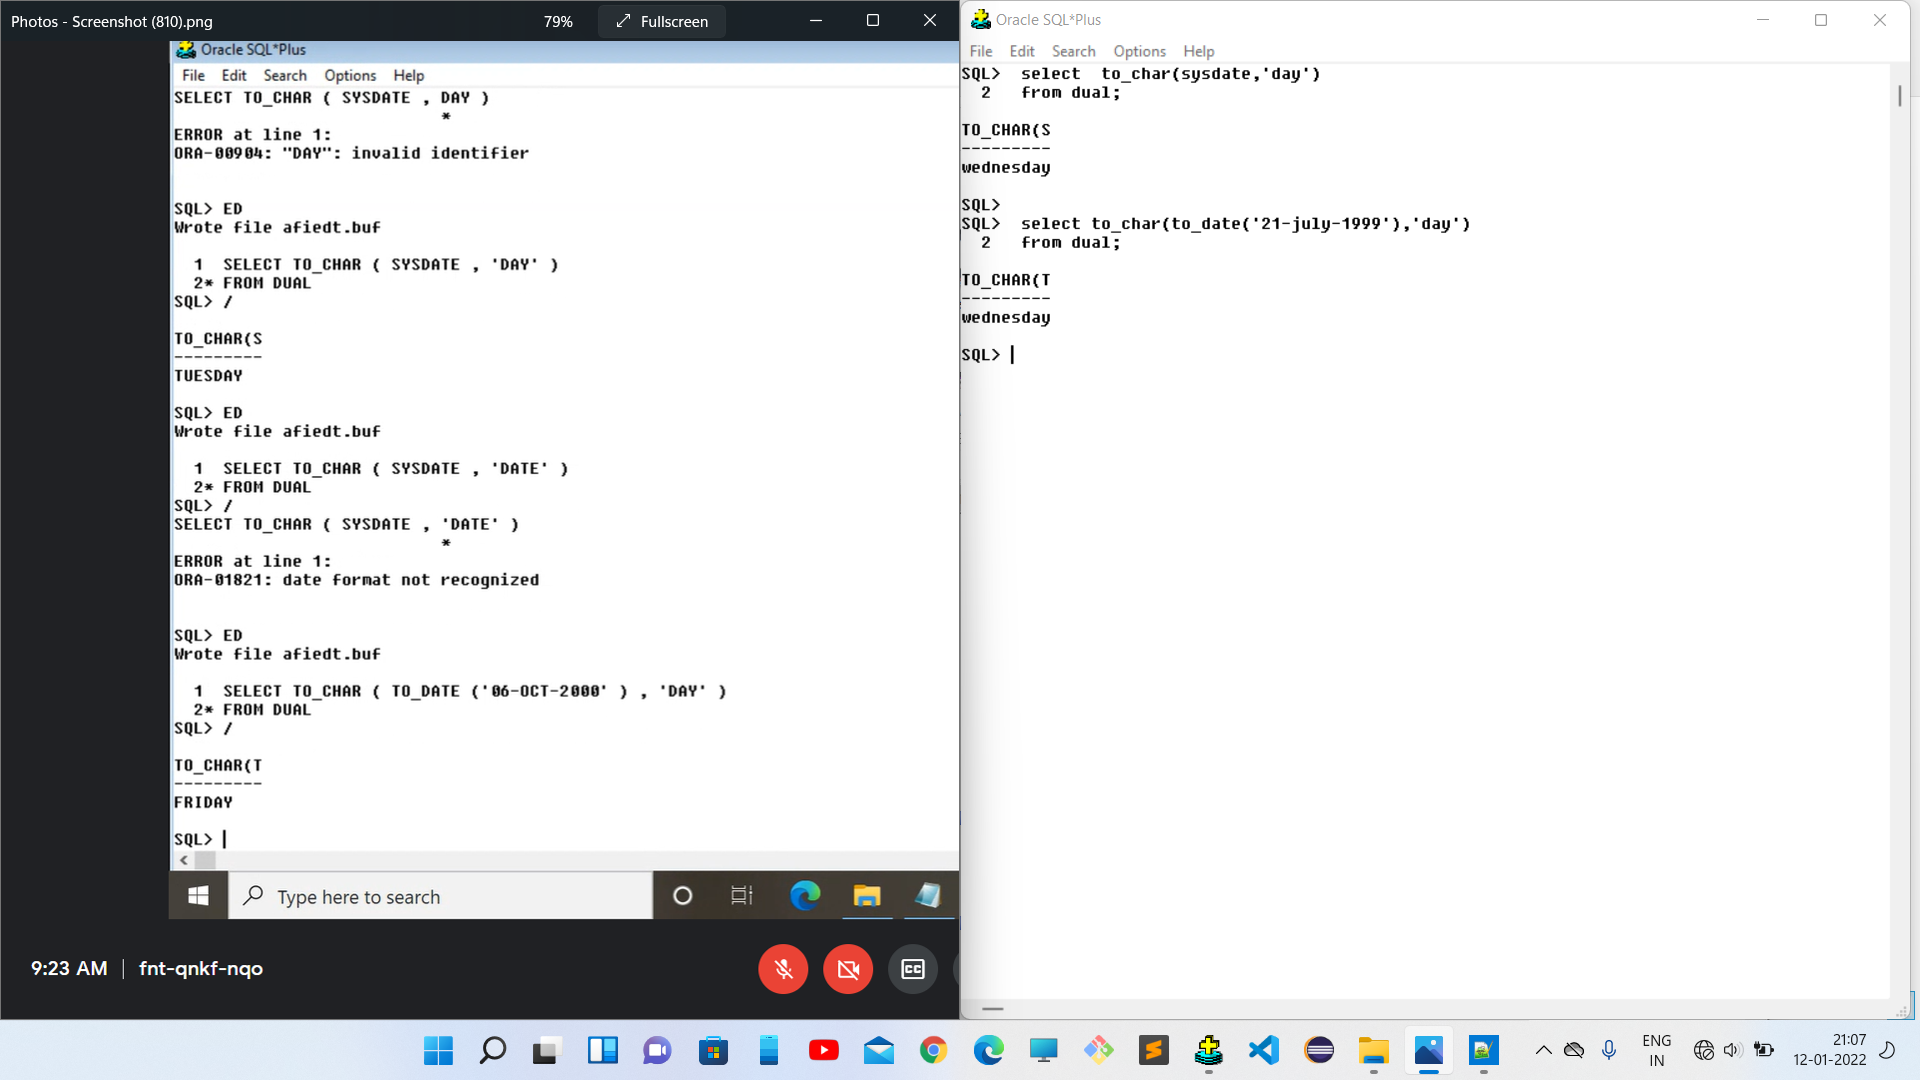 Photos - Screenshot (810).png
79%
Fullscreen
Oracle SQL*Plus
File Edit Search Options Help
SELECT TO_CHAR ( SYSDATE , DAY )
*
ERROR at line 1:
ORA-00904: "DAY": invalid identifier
SQL> ED
Wrote file afiedt.buf
1 SELECT TO_CHAR ( SYSDATE , 'DAY' )
2* FROM DUAL
SQL> /
TO_CHAR(S
---------
TUESDAY
SQL> ED
Wrote file afiedt.buf
1 SELECT TO_CHAR ( SYSDATE , 'DATE' )
2* FROM DUAL
SQL> /
SELECT TO_CHAR ( SYSDATE , 'DATE' )
*
ERROR at line 1:
ORA-01821: date format not recognized
SQL> ED
Wrote file afiedt.buf
1 SELECT TO_CHAR ( TO_DATE ('06-OCT-2000' ) , 'DAY' )
2* FROM DUAL
SQL> /
TO_CHAR(T
---------
FRIDAY
SQL>
Type here to search
9:23 AM | fnt-qnkf-nqo
CC
Oracle SQL*Plus
File Edit Search Options Help
SQL> select to_char(sysdate,'day')
2 from dual;
TO_CHAR(S
---------
wednesday
SQL>
SQL> select to_char(to_date('21-july-1999'),'day')
2 from dual;
TO_CHAR(T
---------
wednesday
SQL>
ENG
IN
21:07
12-01-2022